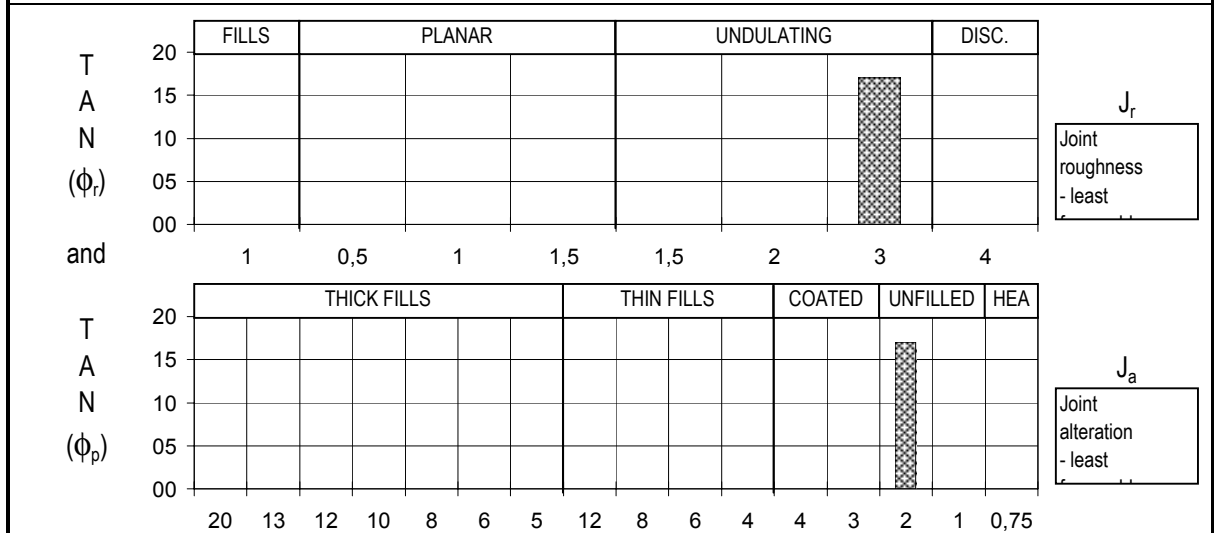 FILLS PLANAR UNDULATING DISC.
T
A
N
(ϕr)
20
15
10
05
00
Jr
Joint
roughness
- least
and
1 0,5 1 1,5 1,5 2 3 4
THICK FILLS THIN FILLS COATED UNFILLED HEA
T
A
N
(ϕp)
20
15
10
05
00
Ja
Joint
alteration
- least
20 13 12 10 8 6 5 12 8 6 4 4 3 2 1 0,75